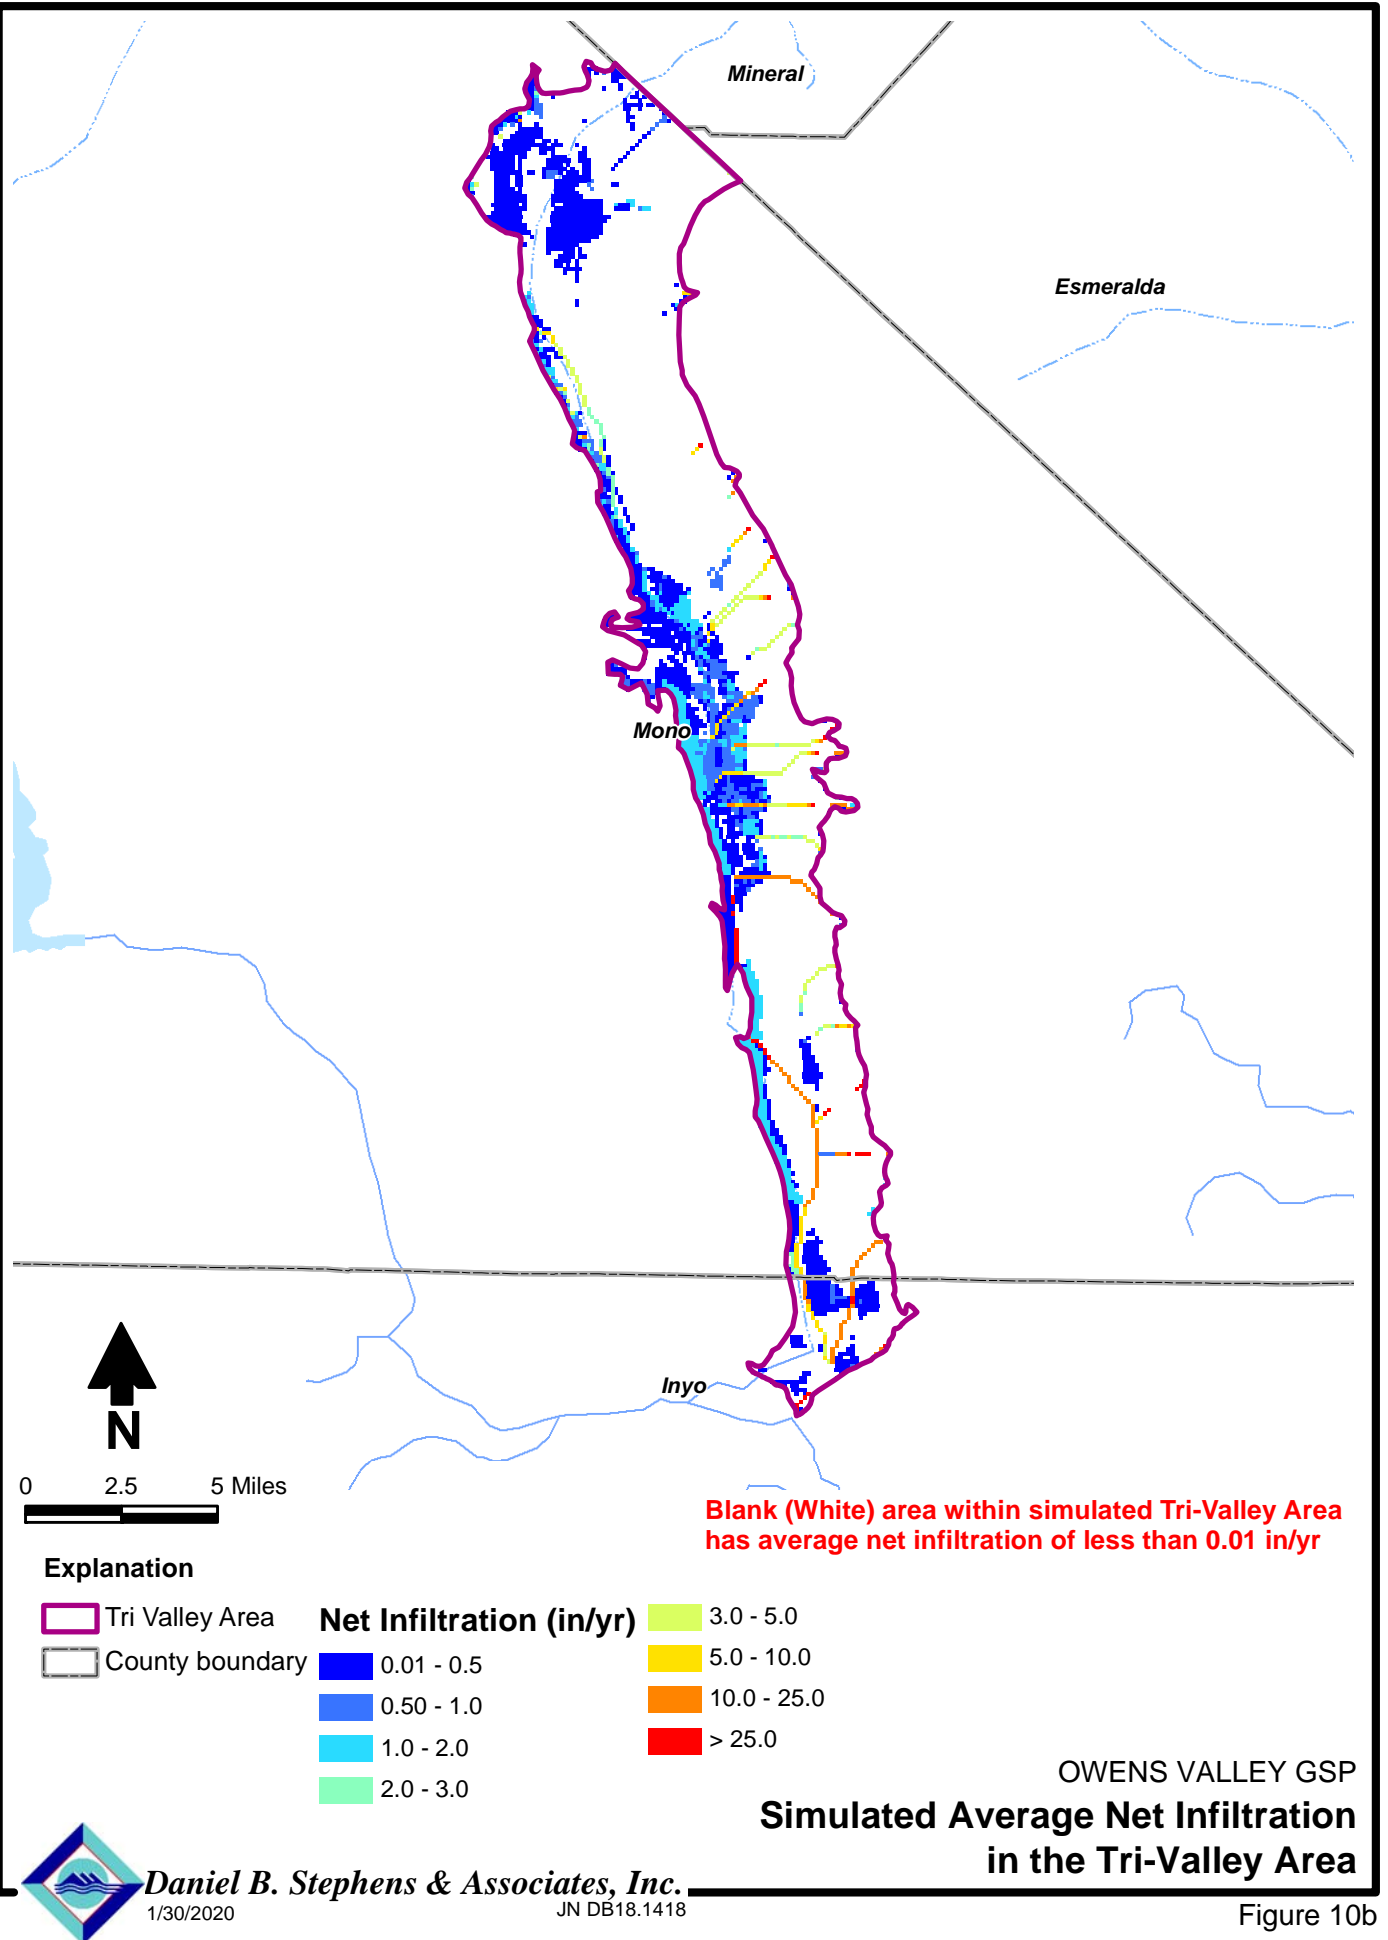 Mineral
Esmeralda
Mono
Inyo
N
0 2.5 5 Miles
Blank (White) area within simulated Tri-Valley Area
has average net infiltration of less than 0.01 in/yr
Explanation
Tri Valley Area
County boundary
Net Infiltration (in/yr)
0.01 - 0.5
0.50 - 1.0
1.0 - 2.0
2.0 - 3.0
3.0 - 5.0
5.0 - 10.0
10.0 - 25.0
> 25.0
OWENS VALLEY GSP
Simulated Average Net Infiltration
in the Tri-Valley Area
Daniel B. Stephens & Associates, Inc.
1/30/2020 JN DB18.1418
Figure 10b